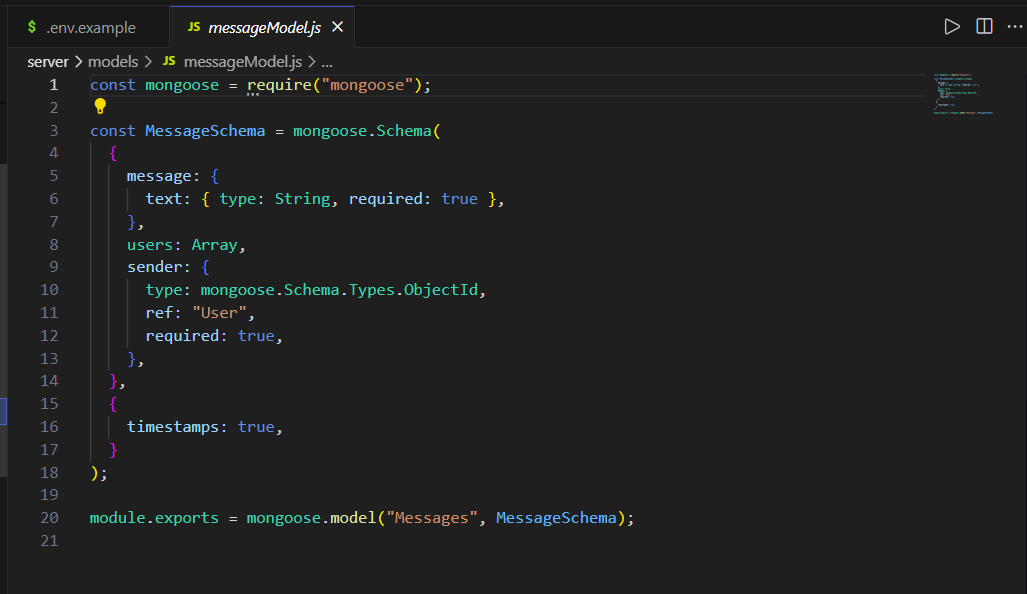 $ .env.example JS messageModel.js ×
server > models > JS messageModel.js > ...
1 const mongoose = require("mongoose");
2
3 const MessageSchema = mongoose.Schema(
4   {
5     message: {
6       text: { type: String, required: true },
7     },
8     users: Array,
9     sender: {
10       type: mongoose.Schema.Types.ObjectId,
11       ref: "User",
12       required: true,
13     },
14   },
15   {
16     timestamps: true,
17   }
18 );
19
20 module.exports = mongoose.model("Messages", MessageSchema);
21